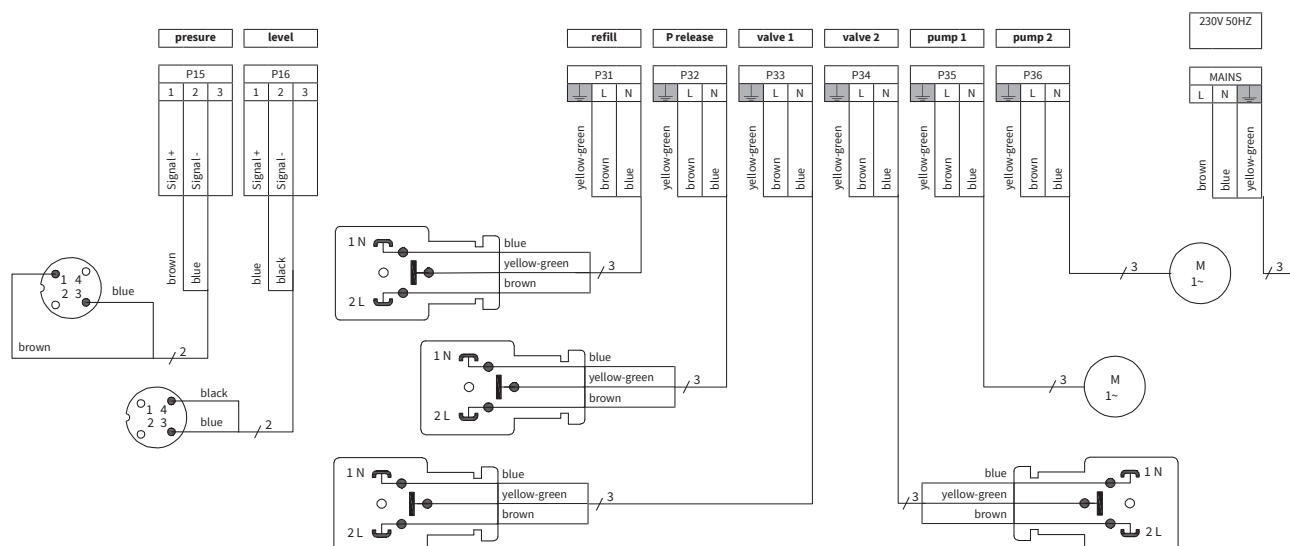 230V 50HZ
presure level refill P release valve 1 valve 2 pump 1 pump 2
P15 P16 P31 P32 P33 P34 P35 P36 MAINS
1 2 3 1 2 3 L N L N L N L N L N L N L N
Signal + Signal - Signal + Signal - yellow-green brown blue yellow-green brown blue yellow-green brown blue yellow-green brown blue yellow-green brown blue yellow-green brown blue brown blue yellow-green
brown blue blue black
1 N blue
yellow-green 3
brown
2 L
1 4
2 3 blue
brown 2
M
1~
3 3
1 N blue
yellow-green 3
brown
2 L
3 M
1~
black
1 4
2 3 blue 2
1 N blue
yellow-green 3
brown
2 L
blue 1 N
3 yellow-green
brown 2 L